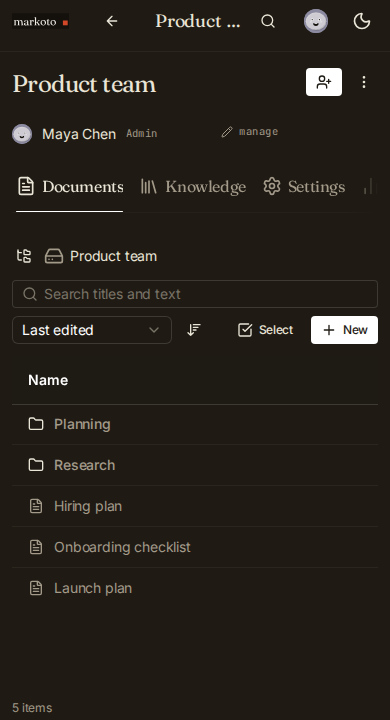 markoto
Product ...
Product team
Maya Chen Admin
manage
Documents
Knowledge
Settings
Product team
Search titles and text
Last edited
Select
New
Name
Planning
Research
Hiring plan
Onboarding checklist
Launch plan
5 items